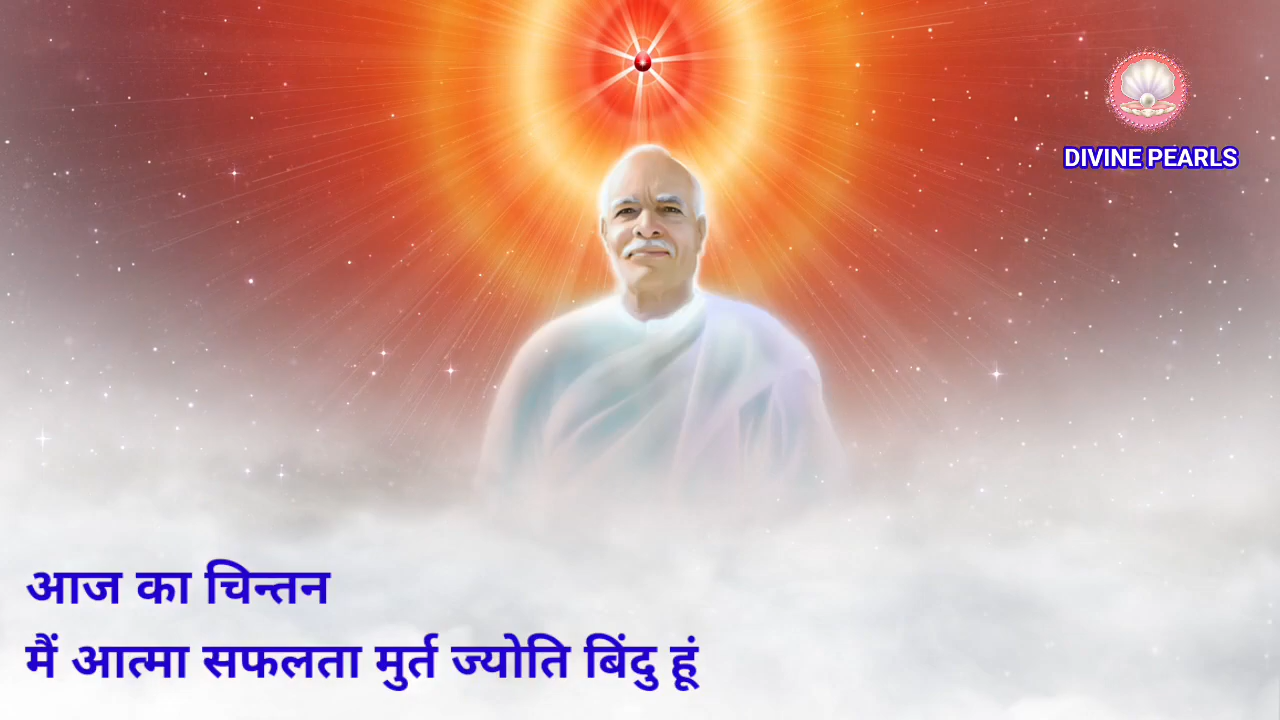 DIVINE PEARLS
आज का चिन्तन
मैं आत्मा सफलता मुर्त ज्योति बिंदु हूं